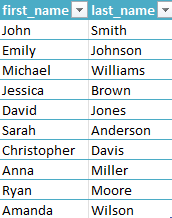 first_name last_name
John Smith
Emily Johnson
Michael Williams
Jessica Brown
David Jones
Sarah Anderson
Christopher Davis
Anna Miller
Ryan Moore
Amanda Wilson